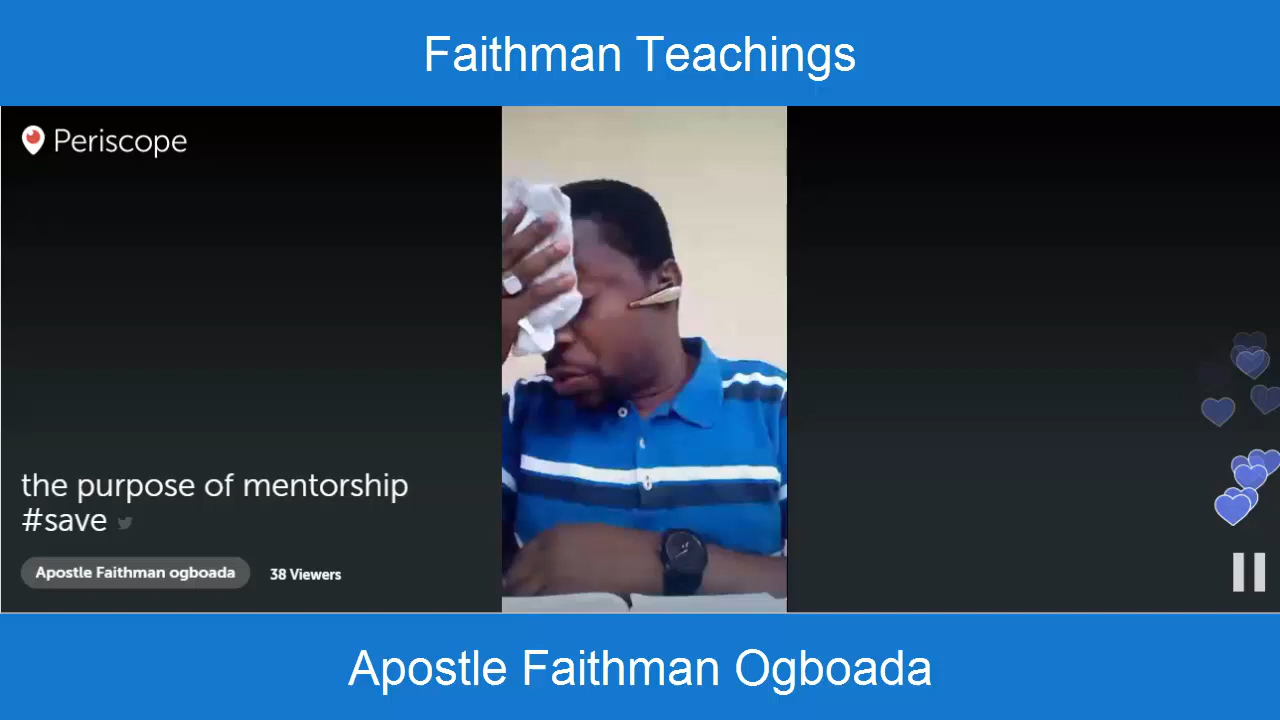 Faithman Teachings
Periscope
the purpose of mentorship
#save
Apostle Faithman ogboada
38 Viewers
Apostle Faithman Ogboada